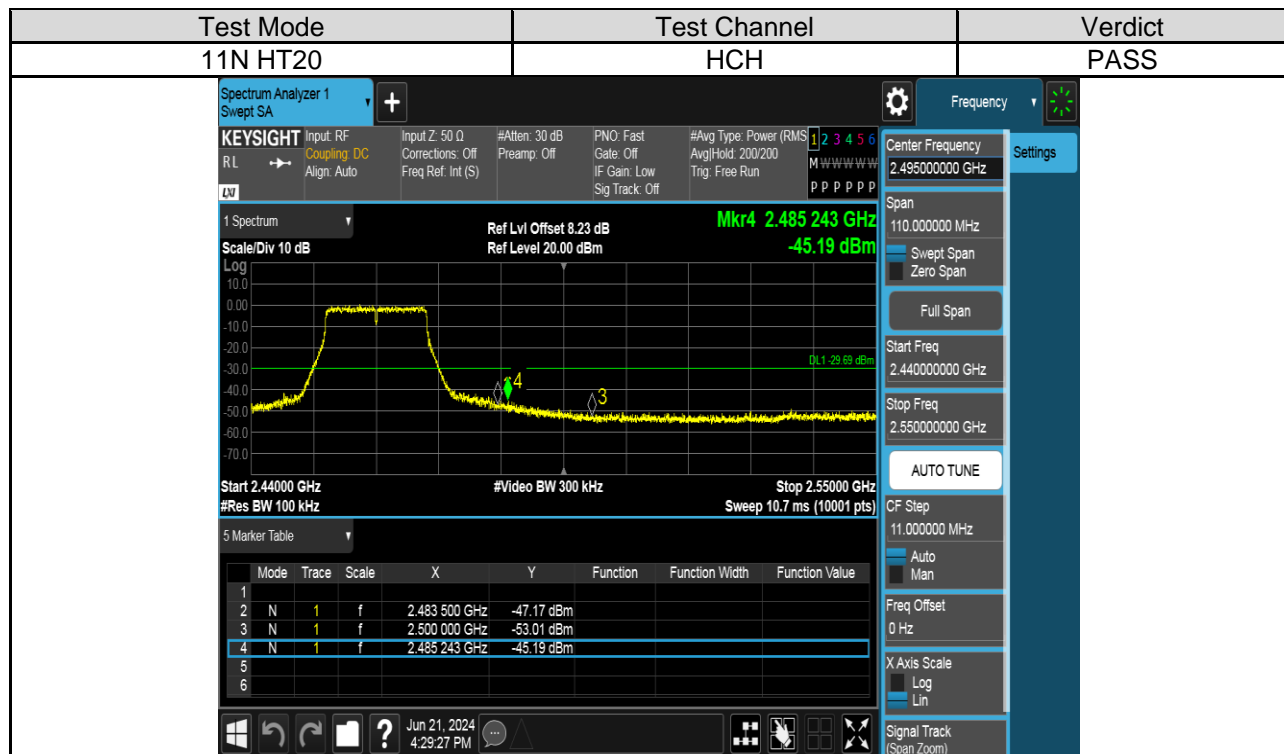 Test Mode Test Channel Verdict
11N HT20 HCH PASS
Spectrum Analyzer 1
Swept SA
+
Frequency
KEYSIGHT
RL
LXI
Input: RF
Coupling: DC
Align: Auto
Input Z: 50 Ω
Corrections: Off
Freq Ref: Int (S)
#Atten: 30 dB
Preamp: Off
PNO: Fast
Gate: Off
IF Gain: Low
Sig Track: Off
#Avg Type: Power (RMS
Avg|Hold: 200/200
Trig: Free Run
1 2 3 4 5 6
M W W W W W
P P P P P P
1 Spectrum
Scale/Div 10 dB
Ref Lvl Offset 8.23 dB
Ref Level 20.00 dBm
Mkr4 2.485 243 GHz
-45.19 dBm
Log
10.0
0.00
-10.0
-20.0
-30.0
-40.0
-50.0
-60.0
-70.0
DL1 -29.69 dBm
4
3
Start 2.44000 GHz #Video BW 300 kHz Stop 2.55000 GHz
#Res BW 100 kHz Sweep 10.7 ms (10001 pts)
5 Marker Table
Mode Trace Scale X Y Function Function Width Function Value
1
2 N 1 f 2.483 500 GHz -47.17 dBm
3 N 1 f 2.500 000 GHz -53.01 dBm
4 N 1 f 2.485 243 GHz -45.19 dBm
5
6
Jun 21, 2024
4:29:27 PM
?
Center Frequency
2.495000000 GHz
Settings
Span
110.000000 MHz
Swept Span
Zero Span
Full Span
Start Freq
2.440000000 GHz
Stop Freq
2.550000000 GHz
AUTO TUNE
CF Step
11.000000 MHz
Auto
Man
Freq Offset
0 Hz
X Axis Scale
Log
Lin
Signal Track
(Span Zoom)